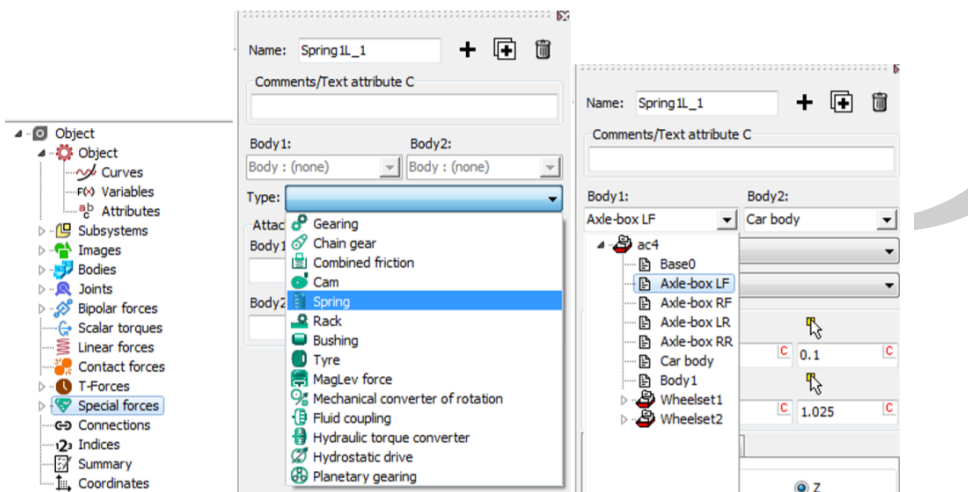 Object
Object
Curves
F(x) Variables
Attributes
Subsystems
Images
Bodies
Joints
Bipolar forces
Scalar torques
Linear forces
Contact forces
T-Forces
Special forces
Connections
Indices
Summary
Coordinates
Name: Spring1L_1
Comments/Text attribute C
Body1: Body2:
Body : (none) Body : (none)
Type:
Attac
Body1
Body2
Gearing
Chain gear
Combined friction
Cam
Spring
Rack
Bushing
Tyre
MagLev force
Mechanical converter of rotation
Fluid coupling
Hydraulic torque converter
Hydrostatic drive
Planetary gearing
Name: Spring1L_1
Comments/Text attribute C
Body1: Body2:
Axle-box LF Car body
ac4
Base0
Axle-box LF
Axle-box RF
Axle-box LR
Axle-box RR
Car body
Body1
Wheelset1
Wheelset2
C 0.1 C
C 1.025 C
Z